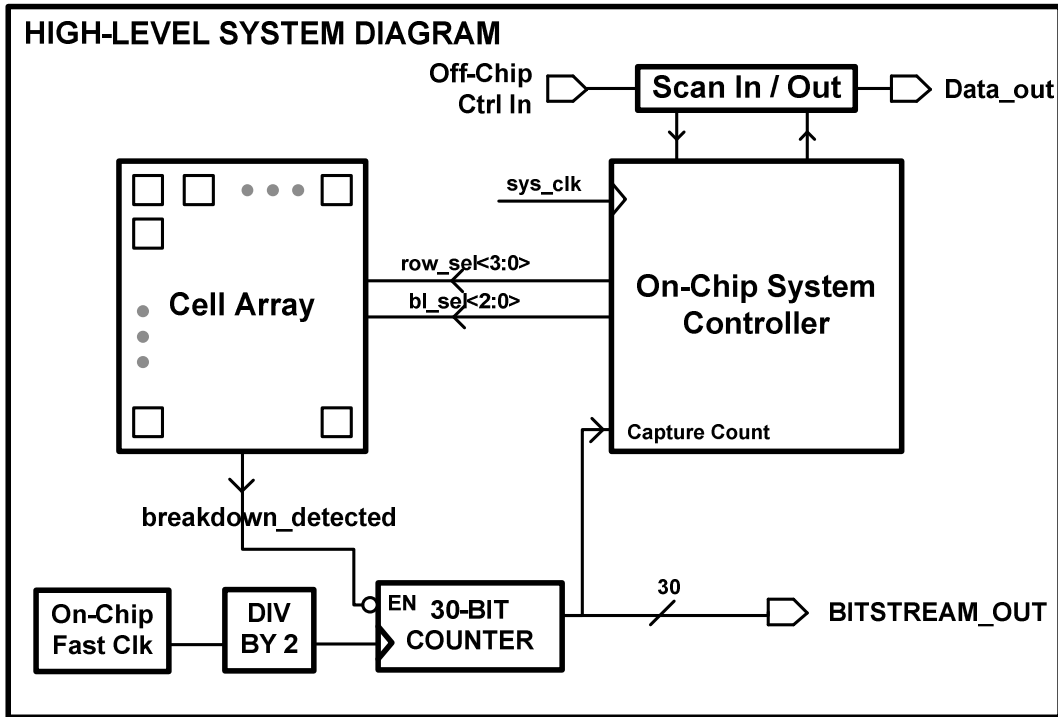 HIGH-LEVEL SYSTEM DIAGRAM
Off-Chip
Ctrl In
Scan In / Out
Data_out
sys_clk
row_sel<3:0>
bl_sel<2:0>
Cell Array
On-Chip System
Controller
Capture Count
breakdown_detected
On-Chip
Fast Clk
DIV
BY 2
EN
30-BIT
COUNTER
30
BITSTREAM_OUT